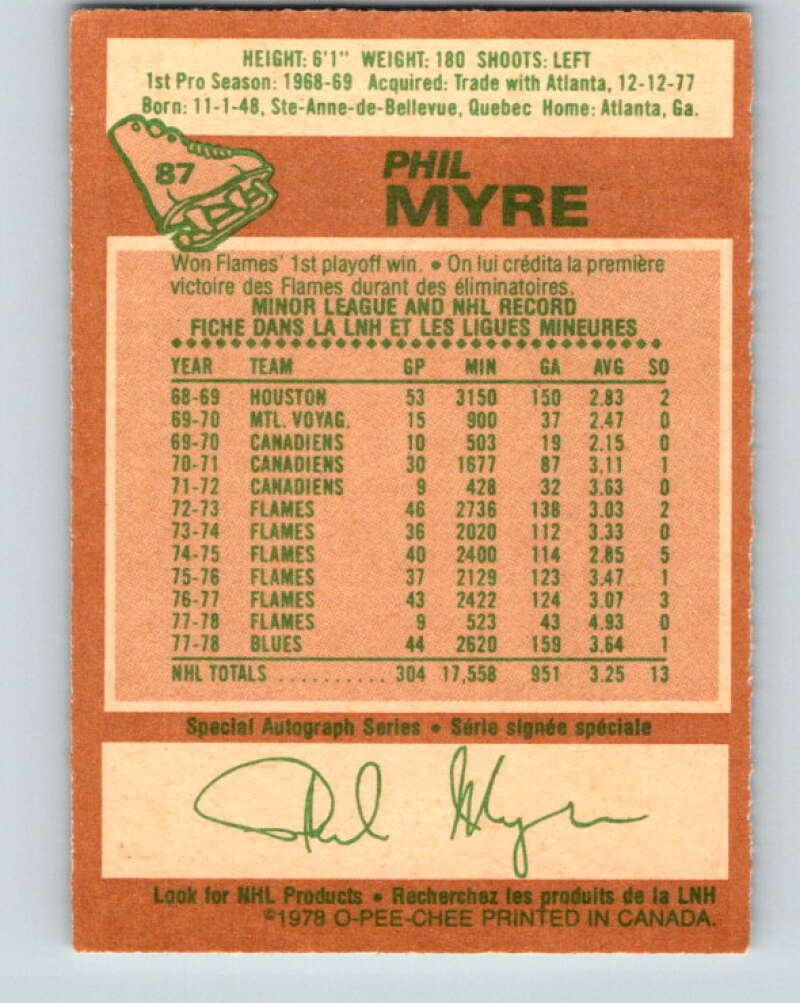 HEIGHT: 6'1" WEIGHT: 180 SHOOTS: LEFT
1st Pro Season: 1968-69 Acquired: Trade with Atlanta, 12-12-77
Born: 11-1-48, Ste-Anne-de-Bellevue, Quebec Home: Atlanta, Ga.
87
PHIL
MYRE
Won Flames' 1st playoff win. • On lui crédita la première
victoire des Flames durant des éliminatoires.
MINOR LEAGUE AND NHL RECORD
FICHE DANS LA LNH ET LES LIGUES MINEURES
YEAR TEAM GP MIN GA AVG SO
68-69 HOUSTON 53 3150 150 2.83 2
69-70 MTL. VOYAG. 15 900 37 2.47 0
69-70 CANADIENS 10 503 19 2.15 0
70-71 CANADIENS 30 1677 87 3.11 1
71-72 CANADIENS 9 428 32 3.63 0
72-73 FLAMES 46 2736 138 3.03 2
73-74 FLAMES 36 2020 112 3.33 0
74-75 FLAMES 40 2400 114 2.85 5
75-76 FLAMES 37 2129 123 3.47 1
76-77 FLAMES 43 2422 124 3.07 3
77-78 FLAMES 9 523 43 4.93 0
77-78 BLUES 44 2620 159 3.64 1
NHL TOTALS .......... 304 17,558 951 3.25 13
Special Autograph Series • Série signée spéciale
Phil Myre
Look for NHL Products • Recherchez les produits de la LNH
©1978 O-PEE-CHEE PRINTED IN CANADA.